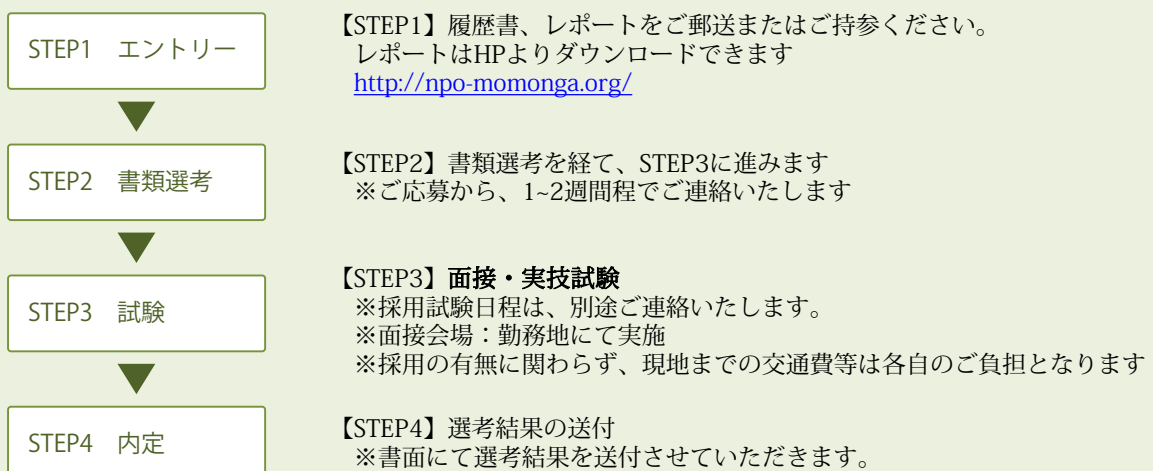 STEP1　エントリー
【STEP1】履歴書、レポートをご郵送またはご持参ください。
レポートはHPよりダウンロードできます
http://npo-momonga.org/
STEP2　書類選考
【STEP2】書類選考を経て、STEP3に進みます
※ご応募から、1~2週間程でご連絡いたします
STEP3　試験
【STEP3】面接・実技試験
※採用試験日程は、別途ご連絡いたします。
※面接会場：勤務地にて実施
※採用の有無に関わらず、現地までの交通費等は各自のご負担となります
STEP4　内定
【STEP4】選考結果の送付
※書面にて選考結果を送付させていただきます。